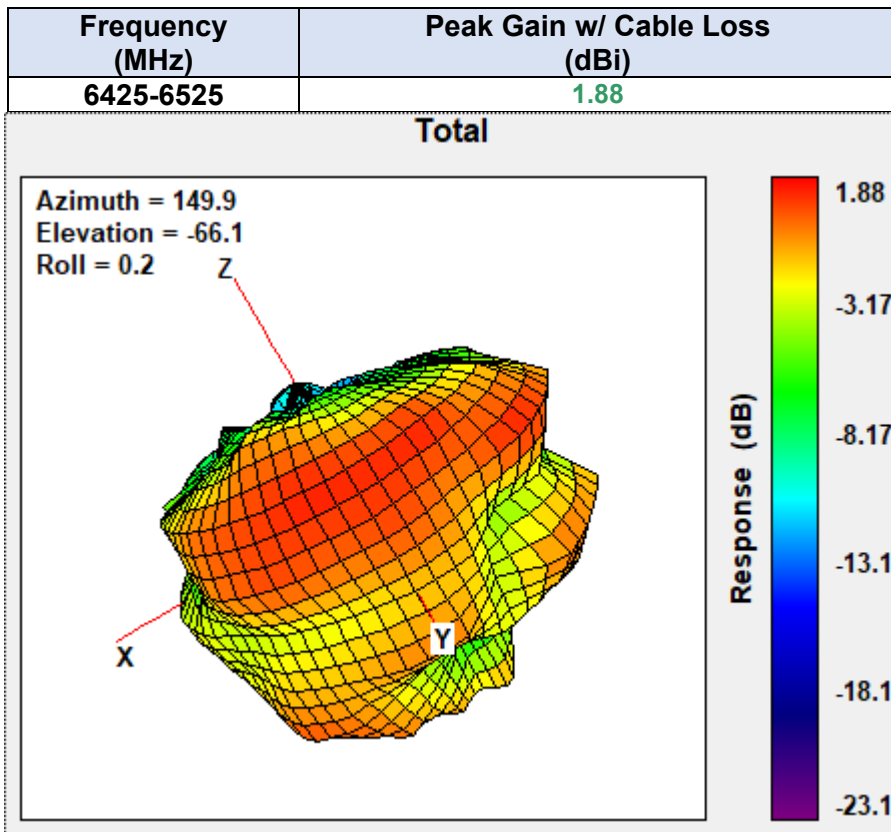 Frequency
(MHz)
Peak Gain w/ Cable Loss
(dBi)
6425-6525
1.88
Total
Azimuth = 149.9
Elevation = -66.1
Roll = 0.2
Z
X
Y
Response (dB)
1.88
-3.17
-8.17
-13.1
-18.1
-23.1